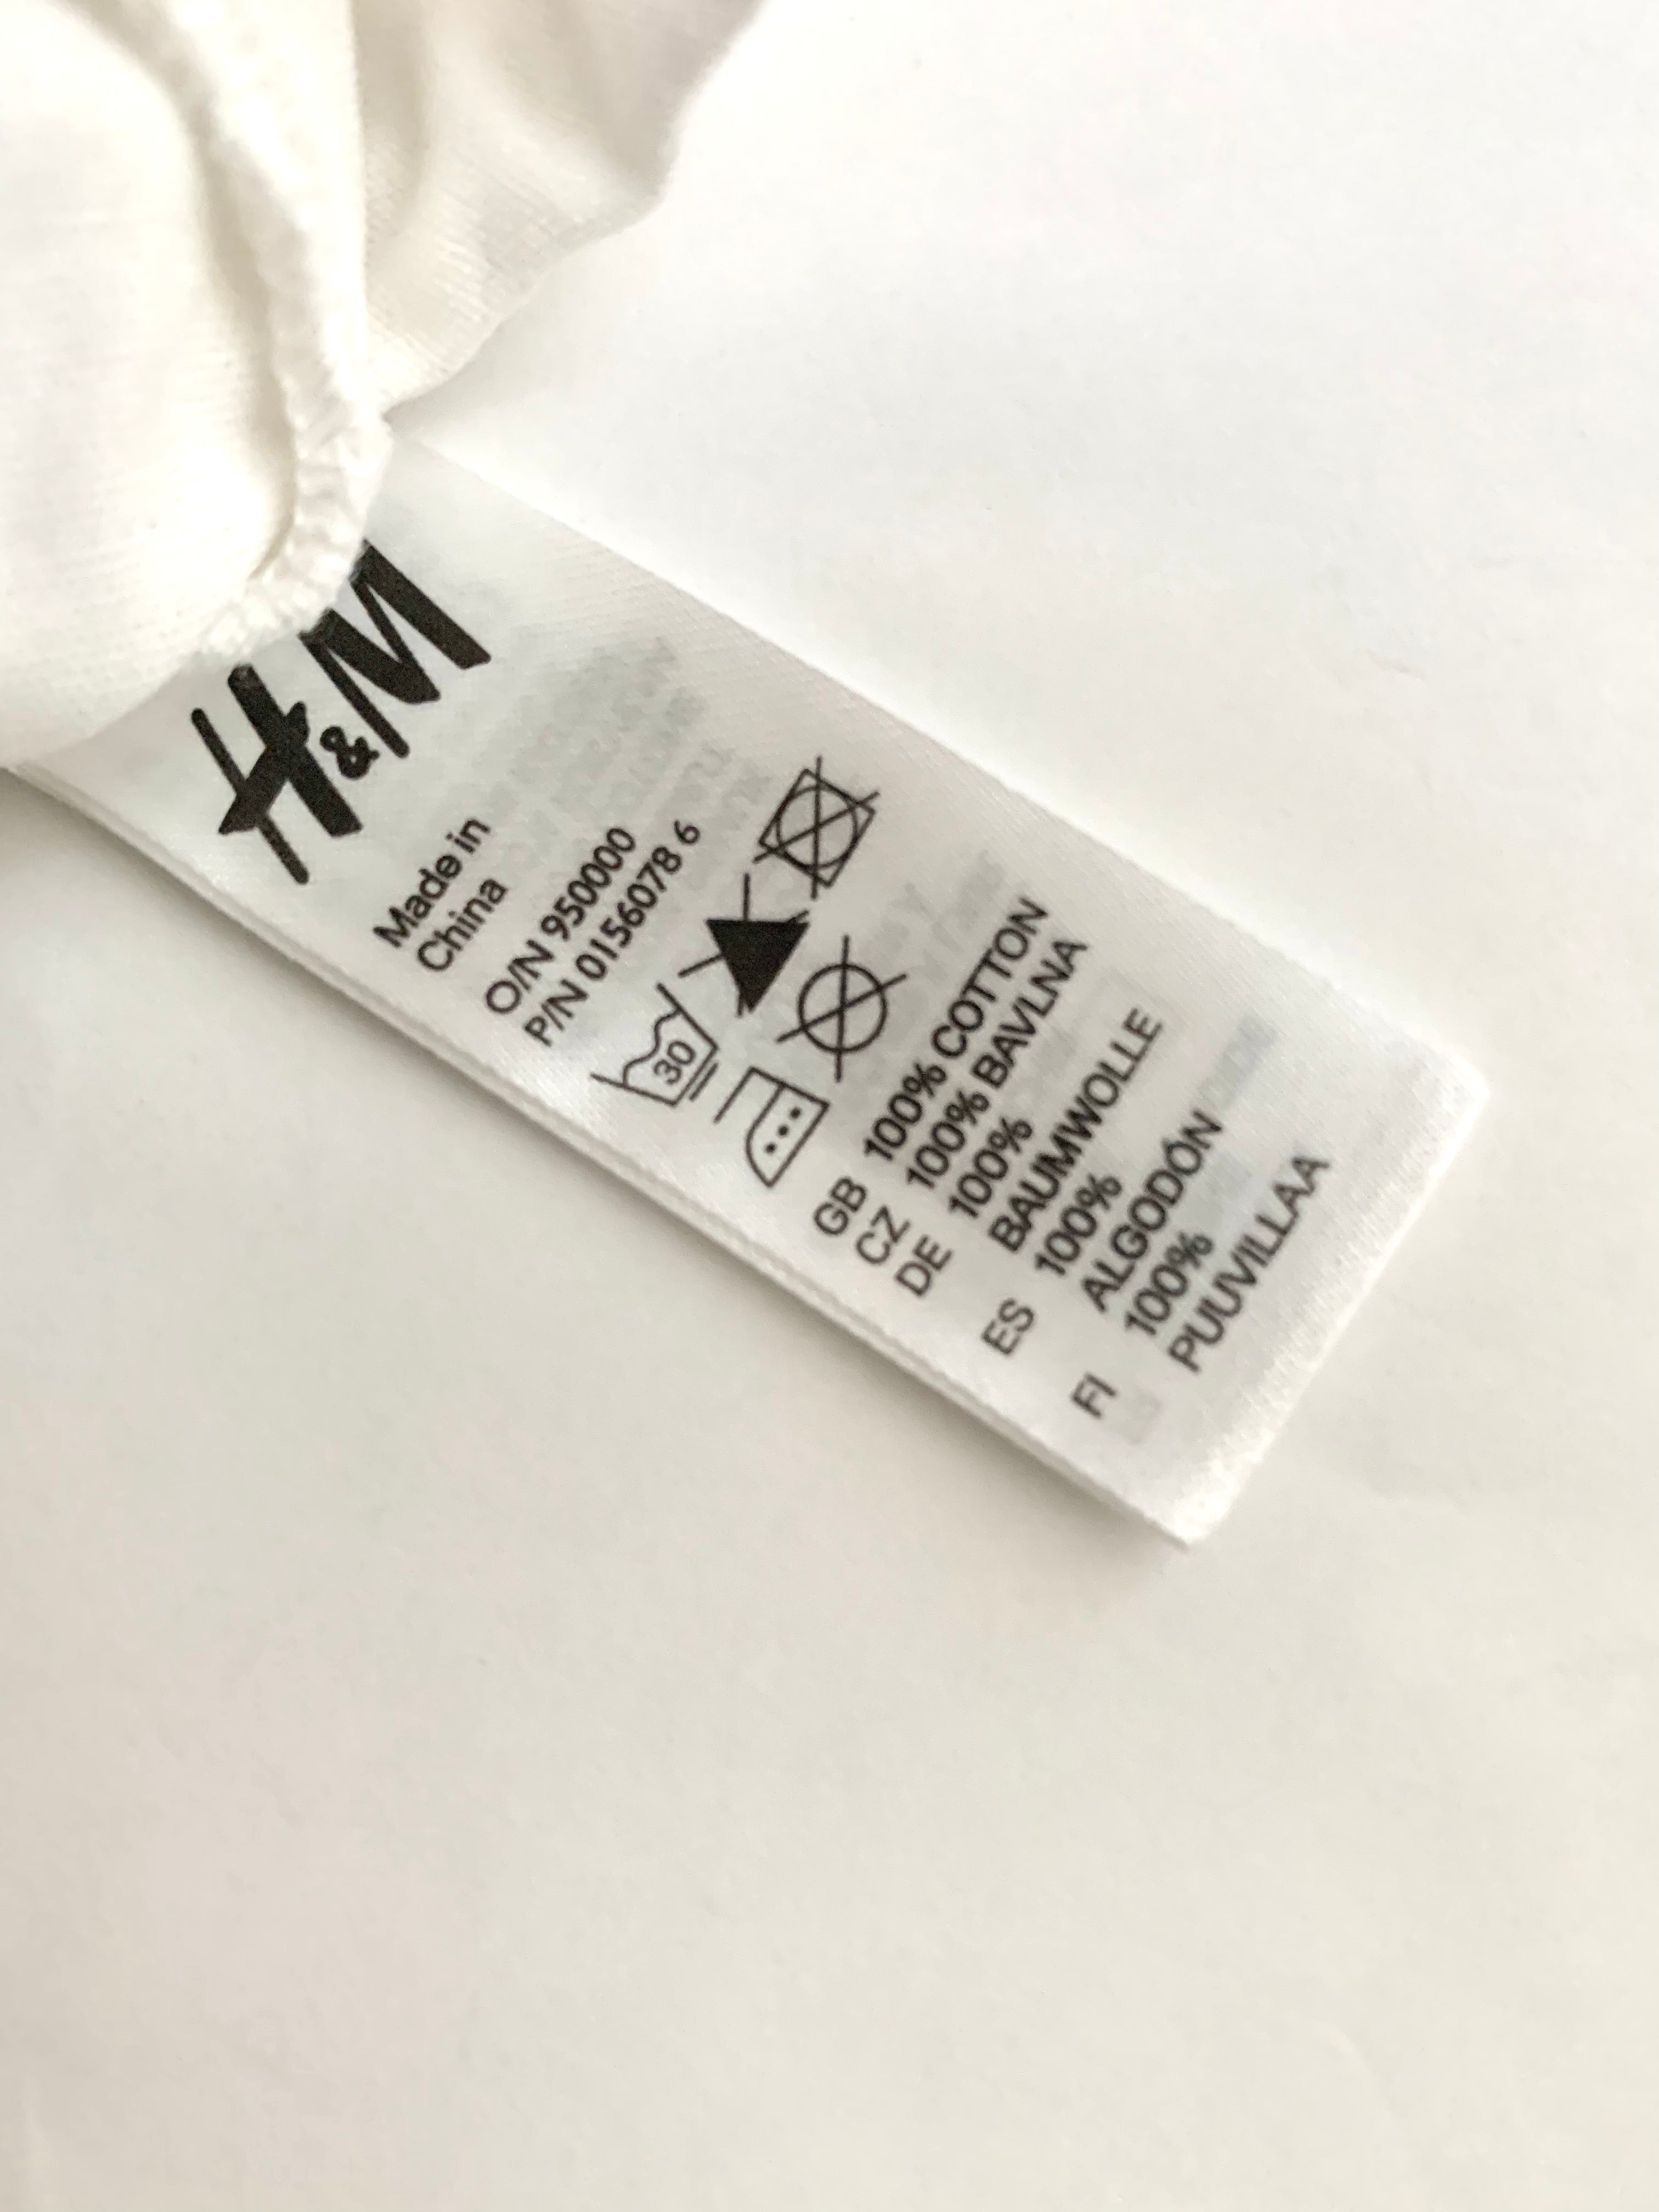 H&M
Made in
China
O/N 950000
P/N 0156078 6
30
GB 100% COTTON
CZ 100% BAVLNA
DE 100%
BAUMWOLLE
ES 100%
ALGODÓN
FI 100%
PUUVILLAA